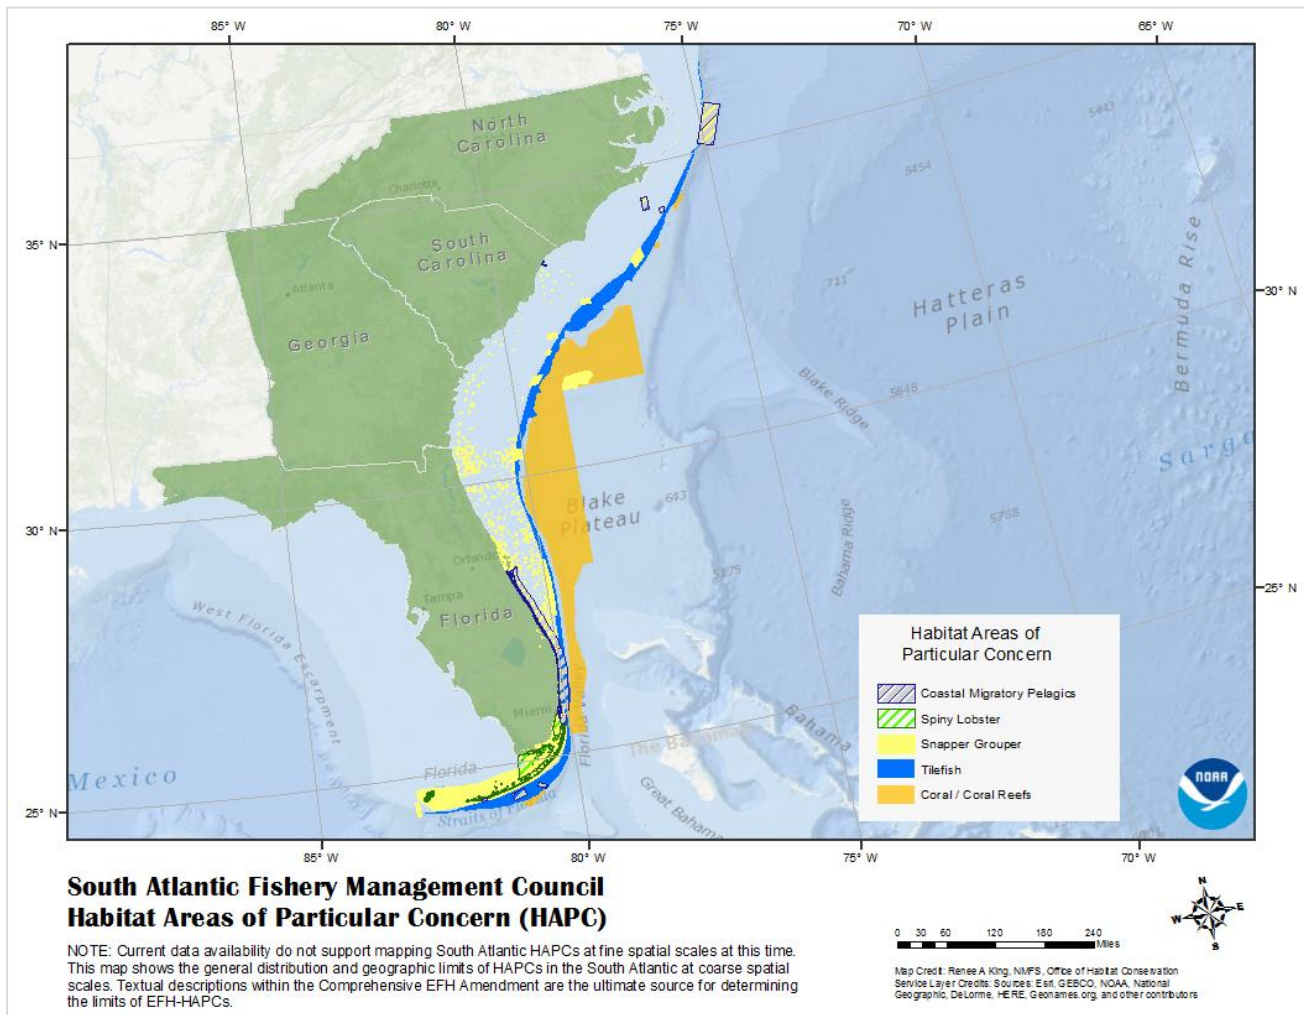 85° W
80° W
75° W
70° W
65° W
North
Carolina
Charlotte
35° N
South
Carolina
Atlanta
Georgia
5443
5454
711
Hatteras
Plain
30° N
Bermuda Rise
Blake Ridge
5648
Blake
Plateau
643
5758
Bahama Ridge
5175
30° N
Orlando
Tampa
Florida
West Florida Escarpment
25° N
Miami
Florida Valley
The Bahamas
Bahama
Great Bahama
Mexico
Florida
Straits of Florida
25° N
Habitat Areas of
Particular Concern
Coastal Migratory Pelagics
Spiny Lobster
Snapper Grouper
Tilefish
Coral / Coral Reefs
NOAA
85° W
80° W
75° W
70° W
South Atlantic Fishery Management Council
Habitat Areas of Particular Concern (HAPC)
NOTE: Current data availability do not support mapping South Atlantic HAPCs at fine spatial scales at this time.
This map shows the general distribution and geographic limits of HAPCs in the South Atlantic at coarse spatial
scales. Textual descriptions within the Comprehensive EFH Amendment are the ultimate source for determining
the limits of EFH-HAPCs.
N
W E
S
0 30 60 120 180 240
Miles
Map Credit: Renee A King, NMFS, Office of Habitat Conservation
Service Layer Credits: Sources: Esri, GEBCO, NOAA, National
Geographic, DeLorme, HERE, Geonames.org, and other contributors